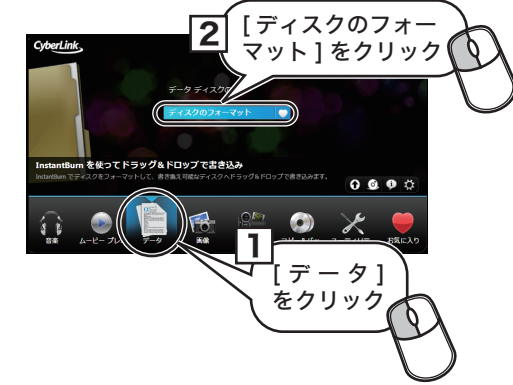 2
[ディスクのフォー
マット]をクリック
CyberLink
データ ディスク
ディスクのフォーマット
InstantBurn を使ってドラッグ&ドロップで書き込み
InstantBurn でディスクをフォーマットして、書き換え可能なディスクへドラッグ&ドロップで書き込みます。
音楽
ムービー
データ
画像
お気に入り
1
[データ]
をクリック